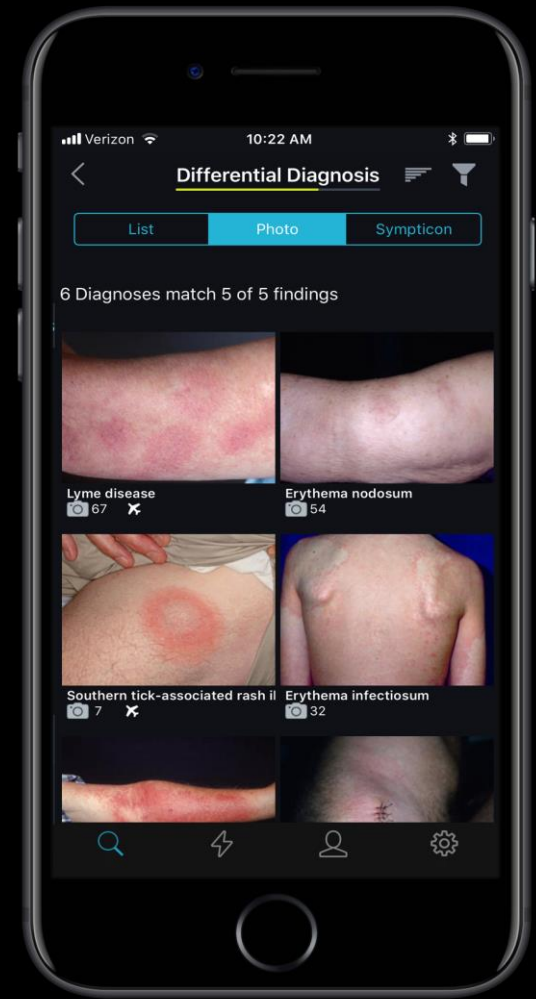 Verizon 10:22 AM
Differential Diagnosis
List Photo Sympticon
6 Diagnoses match 5 of 5 findings
Lyme disease Erythema nodosum
67 54
Southern tick-associated rash il Erythema infectiosum
7 32